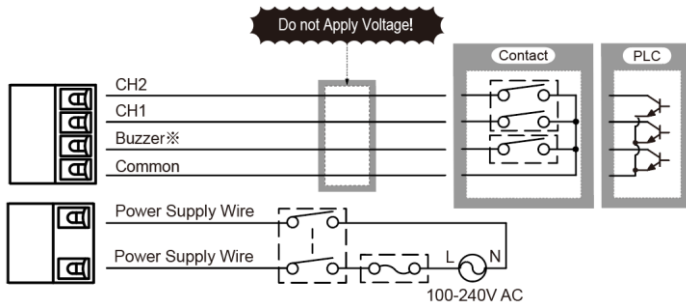 Do not Apply Voltage!
Contact
PLC
CH2
CH1
Buzzer※
Common
Power Supply Wire
Power Supply Wire
L
N
100-240V AC